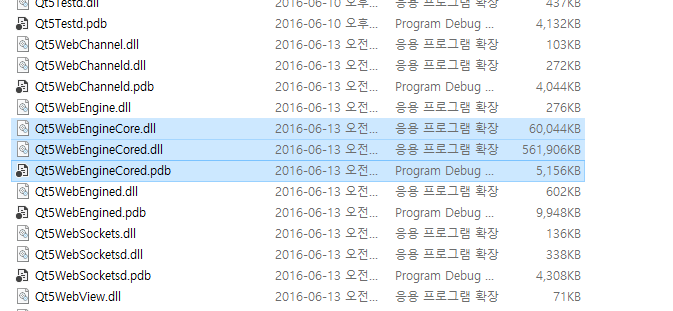 Qt5Testd.dll 2016-06-10 오후... 응용 프로그램 확장 437KB
Qt5Testd.pdb 2016-06-10 오후... Program Debug ... 4,132KB
Qt5WebChannel.dll 2016-06-13 오전... 응용 프로그램 확장 103KB
Qt5WebChanneld.dll 2016-06-13 오전... 응용 프로그램 확장 272KB
Qt5WebChanneld.pdb 2016-06-13 오전... Program Debug ... 4,044KB
Qt5WebEngine.dll 2016-06-13 오전... 응용 프로그램 확장 276KB
Qt5WebEngineCore.dll 2016-06-13 오전... 응용 프로그램 확장 60,044KB
Qt5WebEngineCored.dll 2016-06-13 오전... 응용 프로그램 확장 561,906KB
Qt5WebEngineCored.pdb 2016-06-13 오전... Program Debug ... 5,156KB
Qt5WebEngined.dll 2016-06-13 오전... 응용 프로그램 확장 602KB
Qt5WebEngined.pdb 2016-06-13 오전... Program Debug ... 9,948KB
Qt5WebSockets.dll 2016-06-13 오전... 응용 프로그램 확장 136KB
Qt5WebSocketsd.dll 2016-06-13 오전... 응용 프로그램 확장 338KB
Qt5WebSocketsd.pdb 2016-06-13 오전... Program Debug ... 4,308KB
Qt5WebView.dll 2016-06-13 오전... 응용 프로그램 확장 71KB